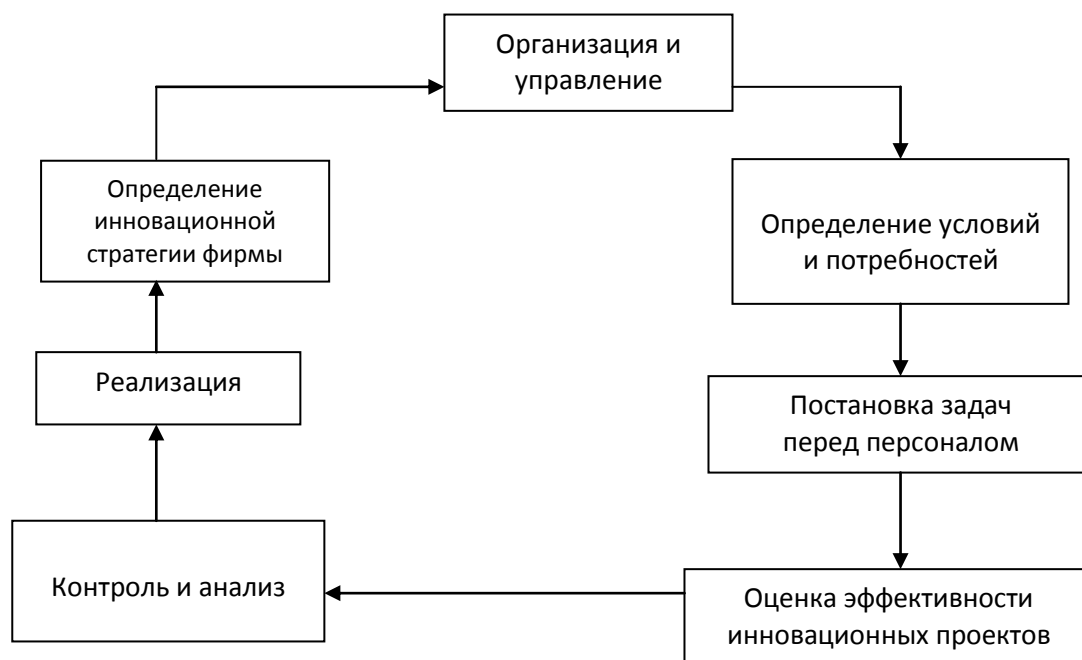 Организация и
управление
Определение
инновационной
стратегии фирмы
Определение условий
и потребностей
Реализация
Постановка задач
перед персоналом
Контроль и анализ
Оценка эффективности
инновационных проектов